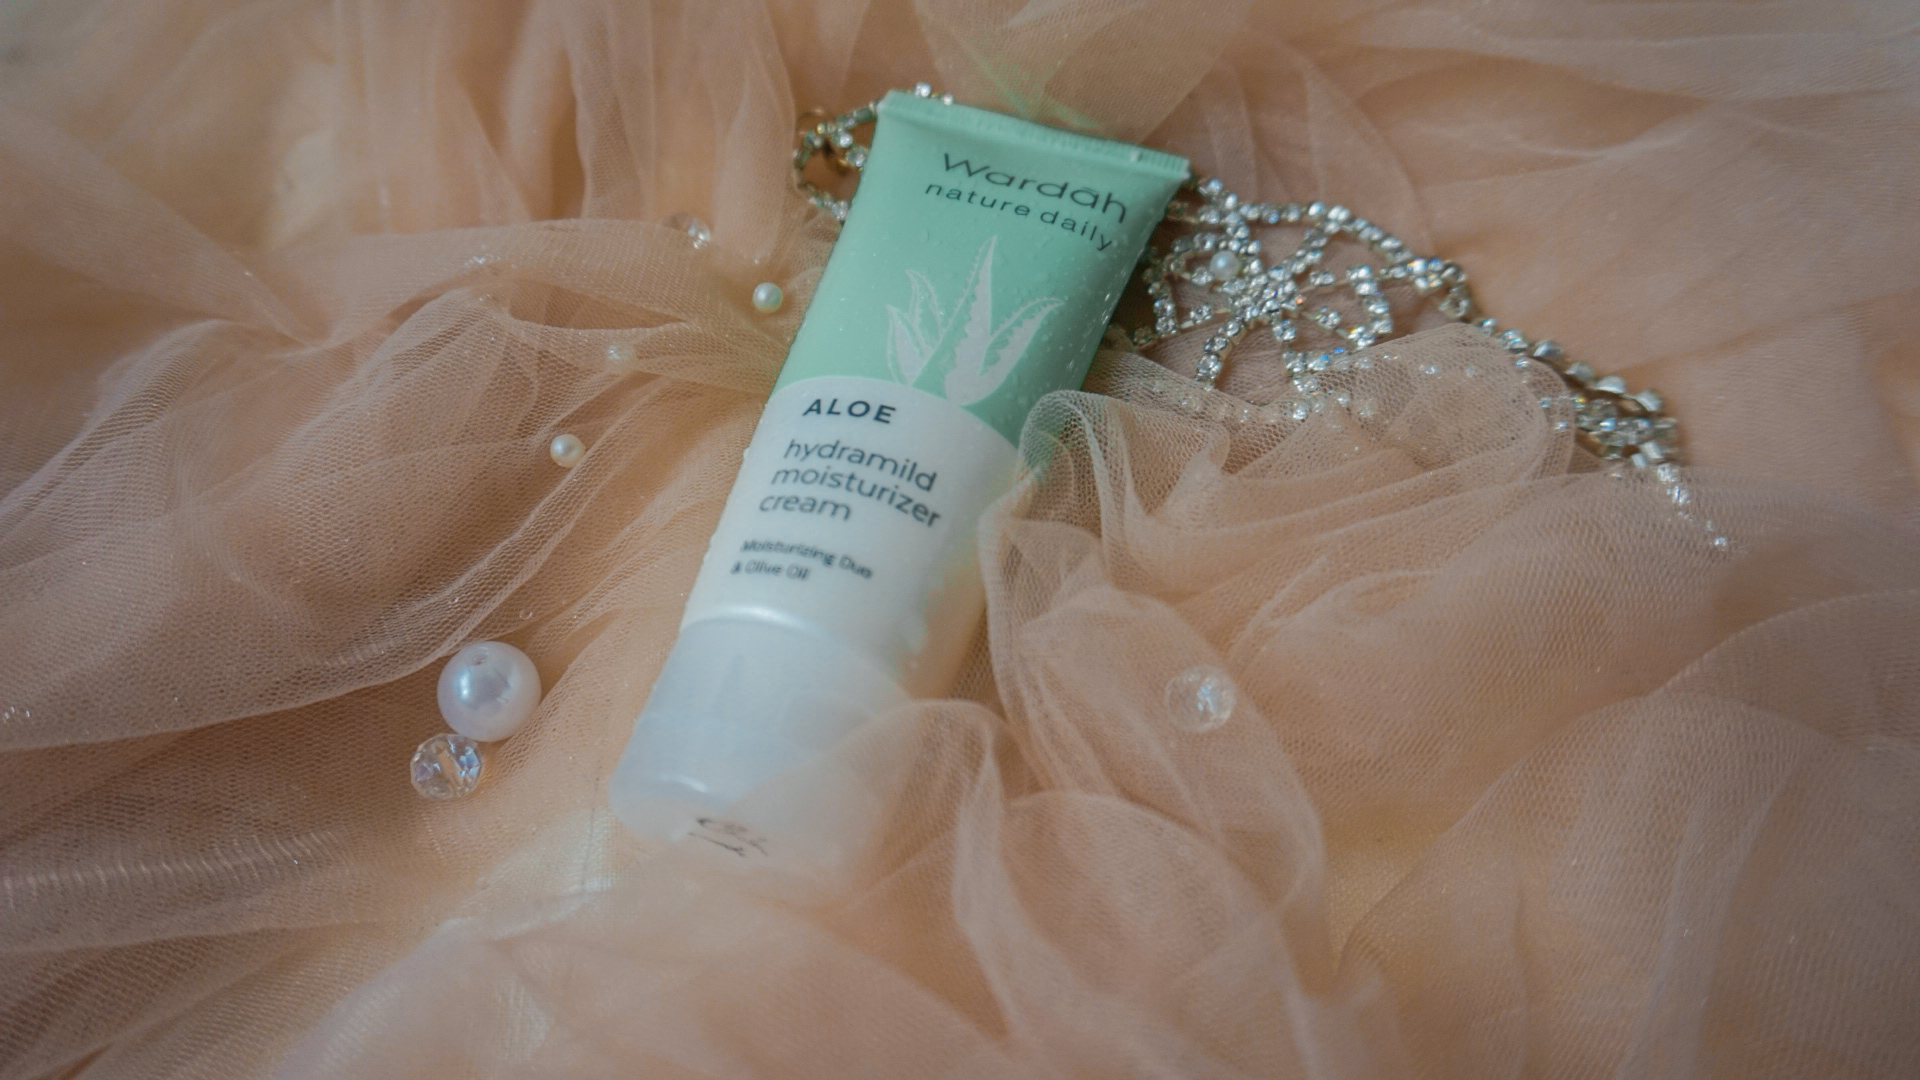 Wardah
nature daily
ALOE
hydramild
moisturizer
cream
Moisturizing Duo
& Olive Oil